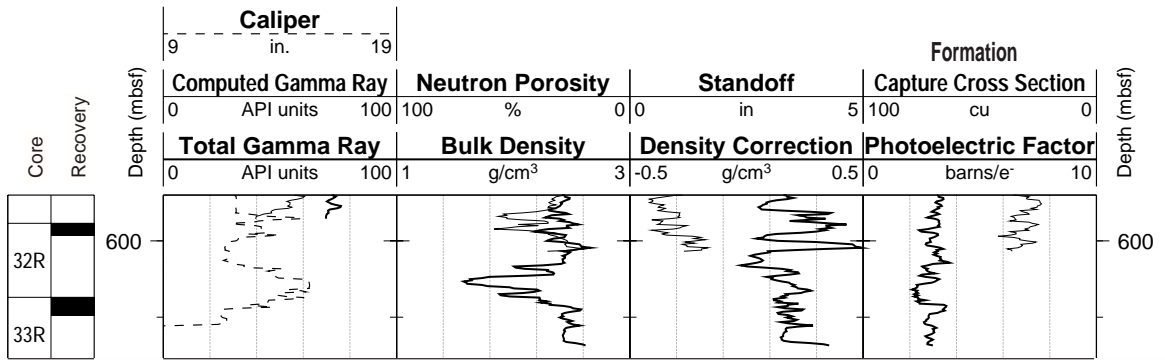 Caliper
9 in. 19
Formation
Computed Gamma Ray Neutron Porosity Standoff Capture Cross Section
0 API units 100 100 % 0 0 in 5 100 cu 0
Total Gamma Ray Bulk Density Density Correction Photoelectric Factor
0 API units 100 1 g/cm3 3 -0.5 g/cm3 0.5 0 barns/e- 10
Core
Recovery
Depth (mbsf)
Depth (mbsf)
600 600
32R
33R